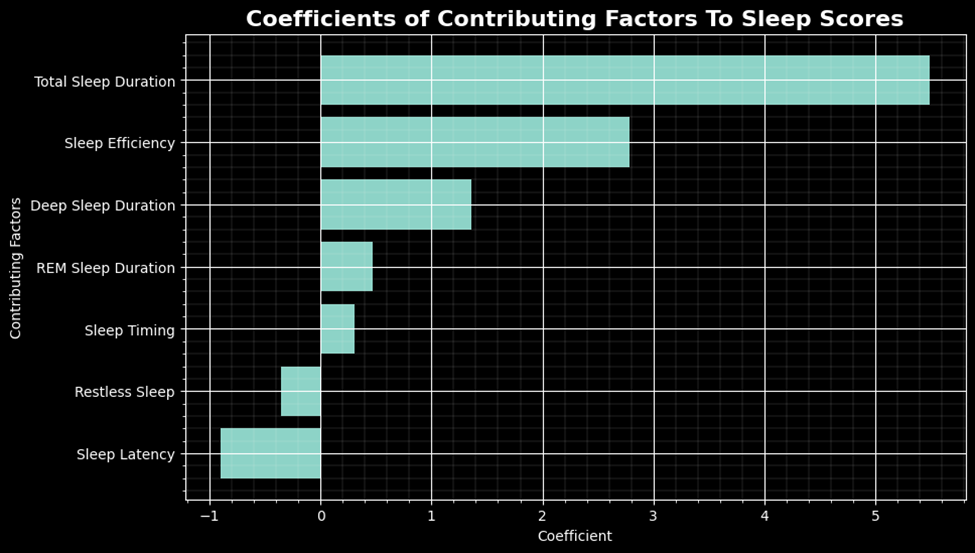 Coefficients of Contributing Factors To Sleep Scores
Contributing Factors
Total Sleep Duration
Sleep Efficiency
Deep Sleep Duration
REM Sleep Duration
Sleep Timing
Restless Sleep
Sleep Latency
−1 0 1 2 3 4 5
Coefficient